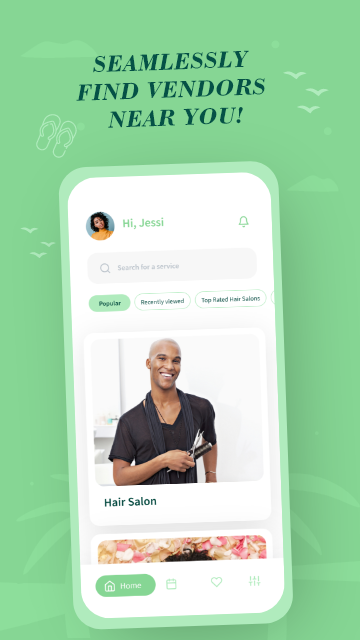 SEAMLESSLY
FIND VENDORS
NEAR YOU!
Hi, Jessi
Search for a service
Popular
Recently viewed
Top Rated Hair Salons
Hair Salon
Home